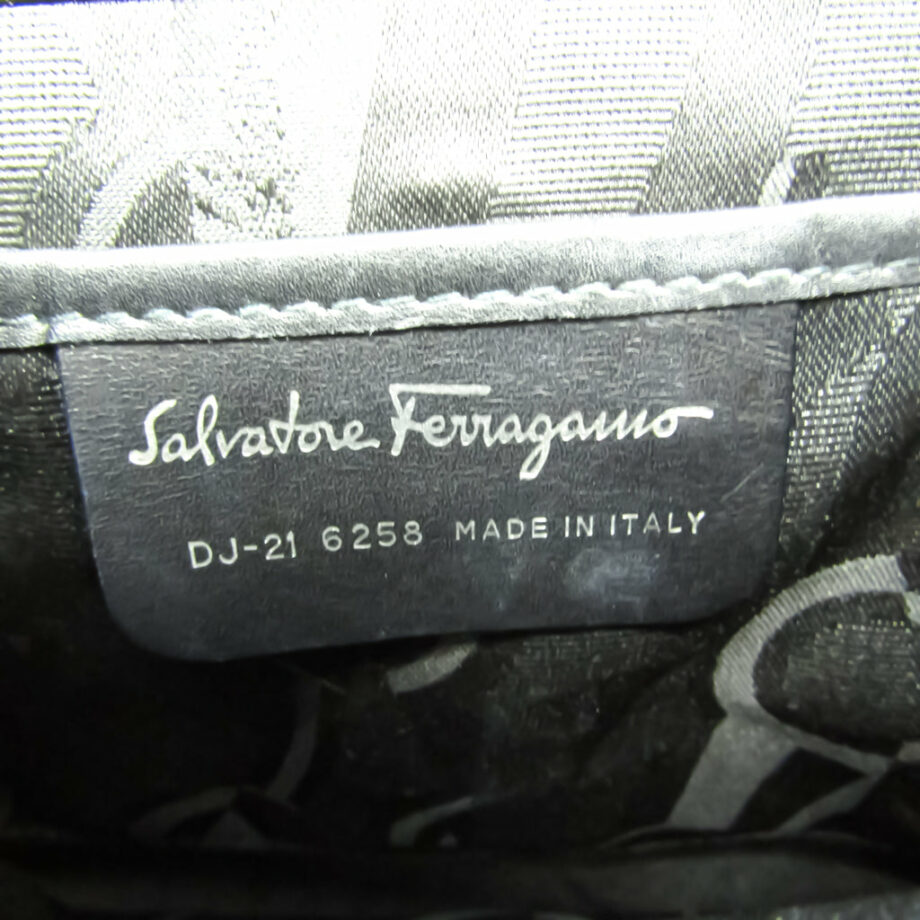 Salvatore Ferragamo
DJ-21 6258 MADE IN ITALY